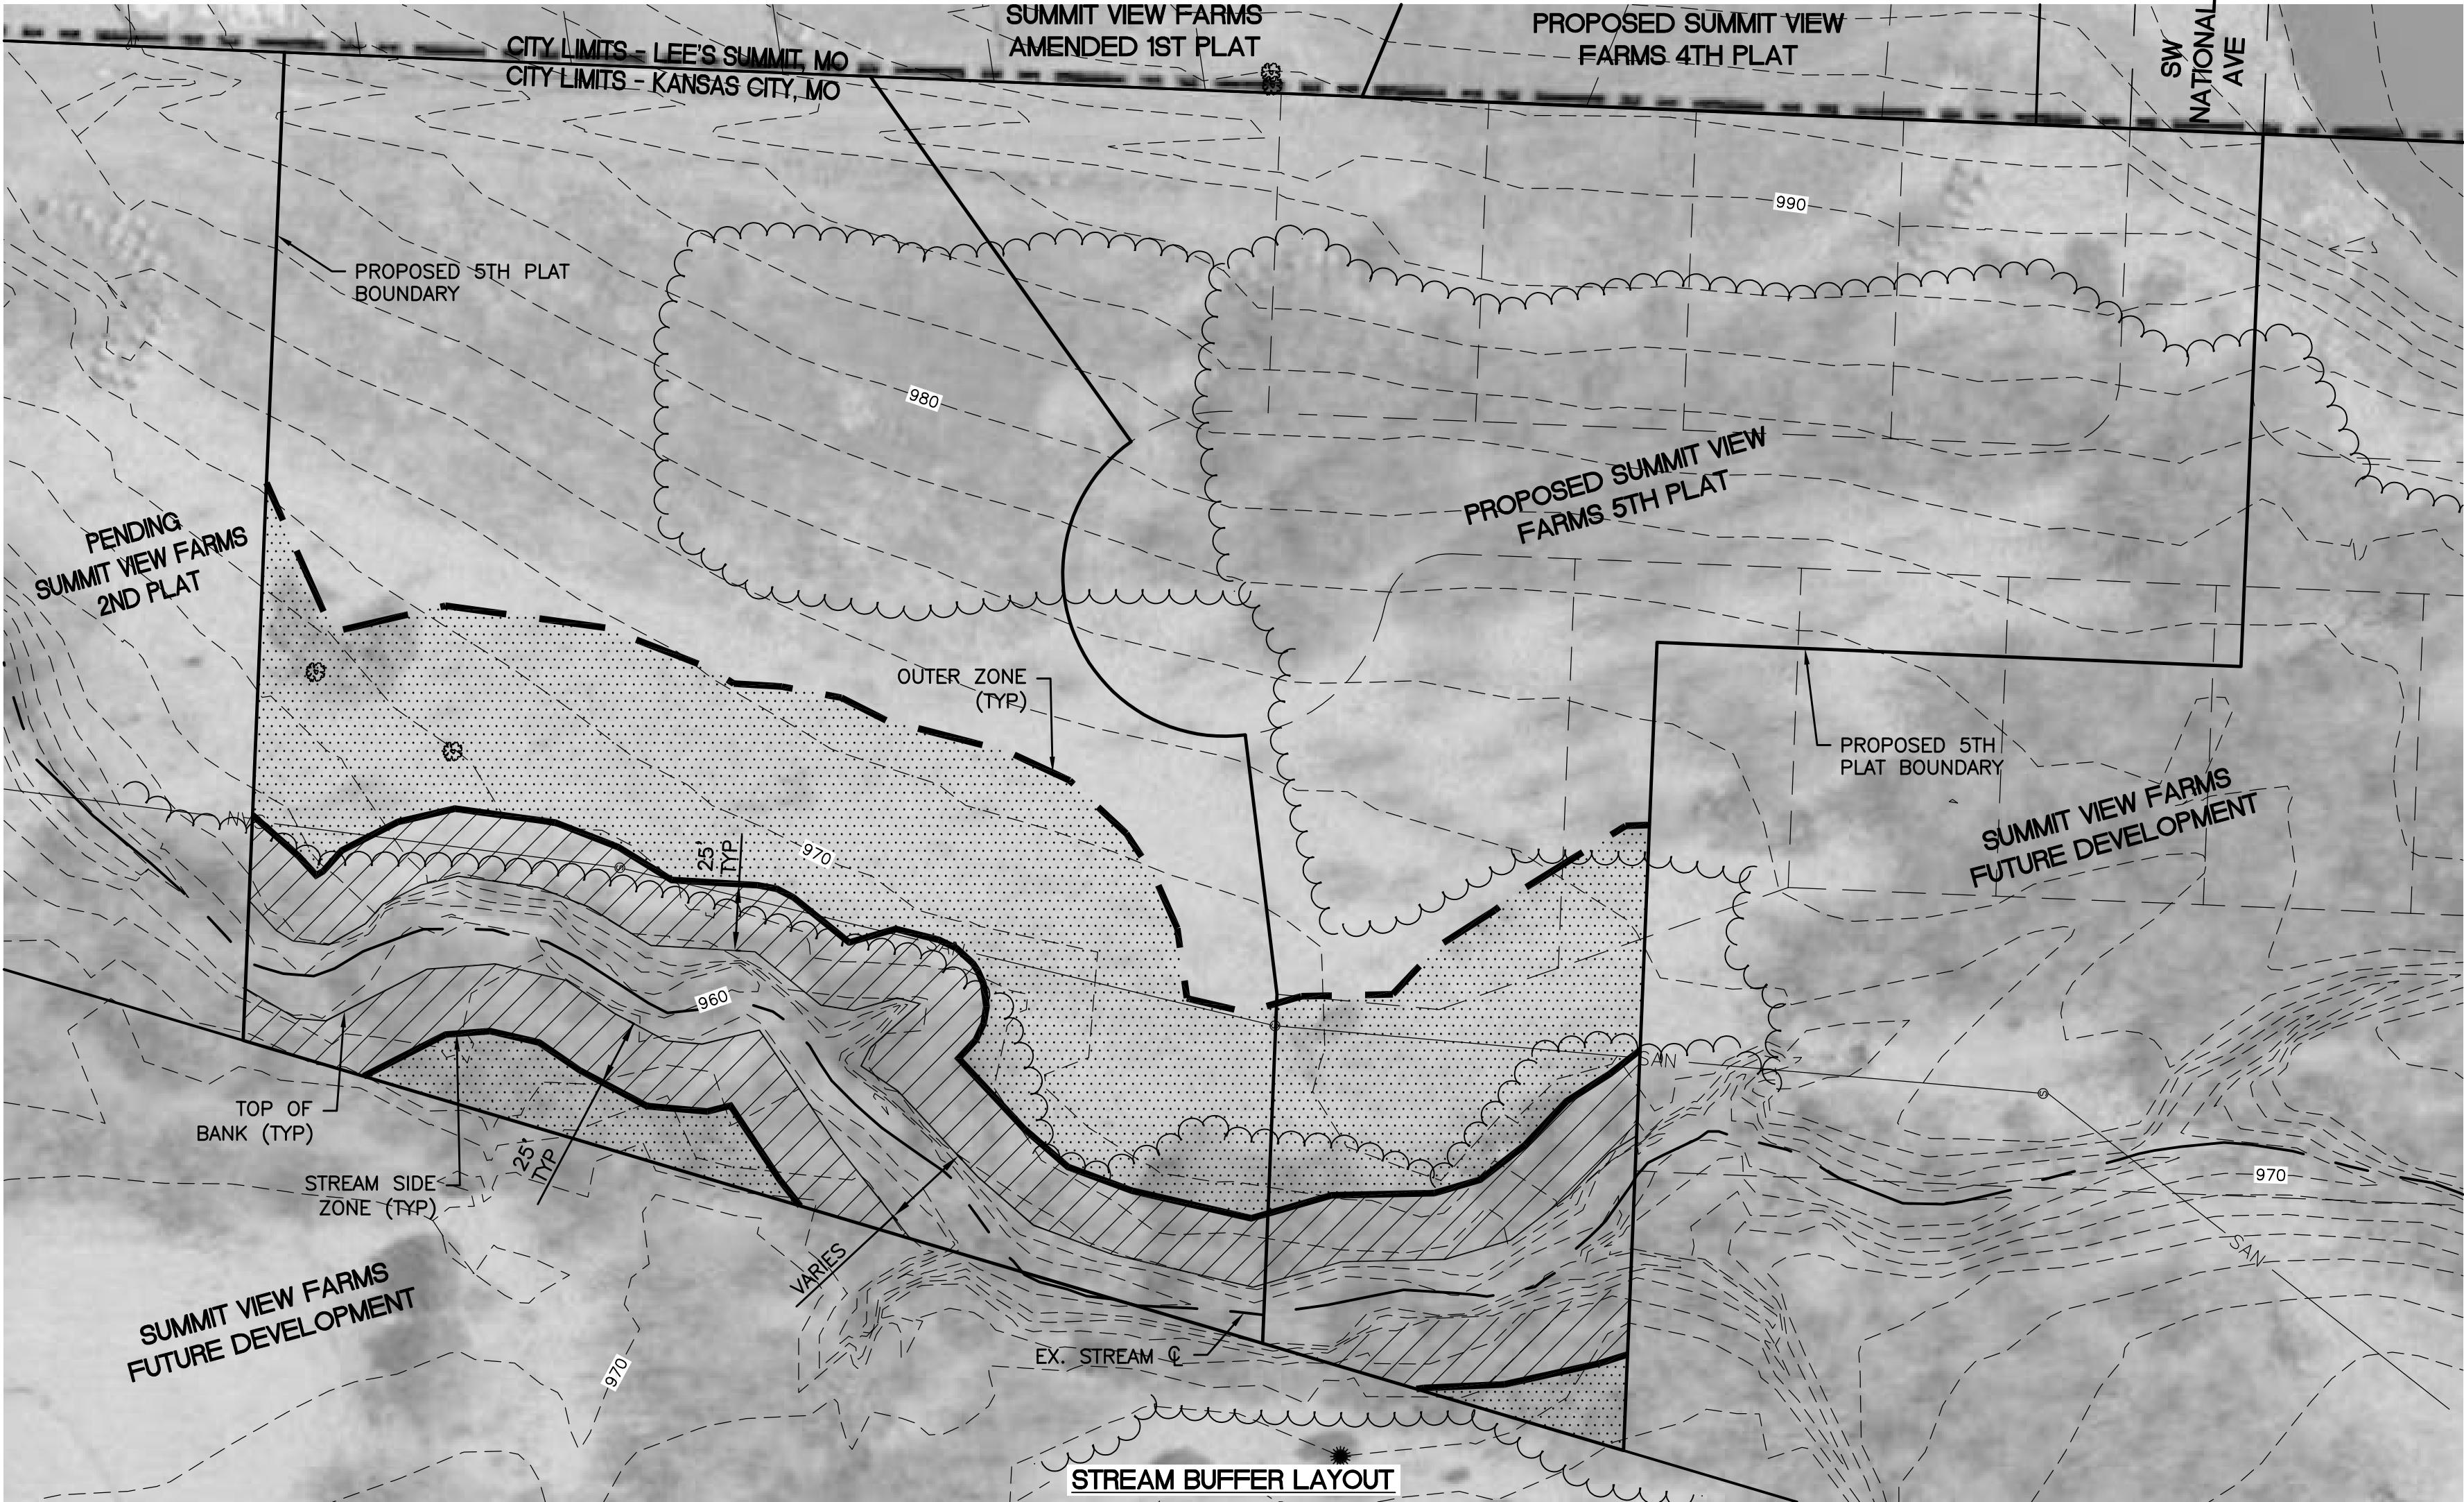 SUMMIT VIEW FARMS
AMENDED 1ST PLAT
PROPOSED SUMMIT VIEW
FARMS 4TH PLAT
SW
NATIONAL
AVE
CITY LIMITS - LEE'S SUMMIT, MO
CITY LIMITS - KANSAS CITY, MO
990
PROPOSED 5TH PLAT
BOUNDARY
980
PROPOSED SUMMIT VIEW
FARMS 5TH PLAT
PENDING
SUMMIT VIEW FARMS
2ND PLAT
OUTER ZONE
(TYP)
PROPOSED 5TH
PLAT BOUNDARY
SUMMIT VIEW FARMS
FUTURE DEVELOPMENT
25'
TYP
970
960
SAN
S
TOP OF
BANK (TYP)
25'
TYP
STREAM SIDE
ZONE (TYP)
970
SAN
VARIES
SUMMIT VIEW FARMS
FUTURE DEVELOPMENT
EX. STREAM ℄
970
STREAM BUFFER LAYOUT